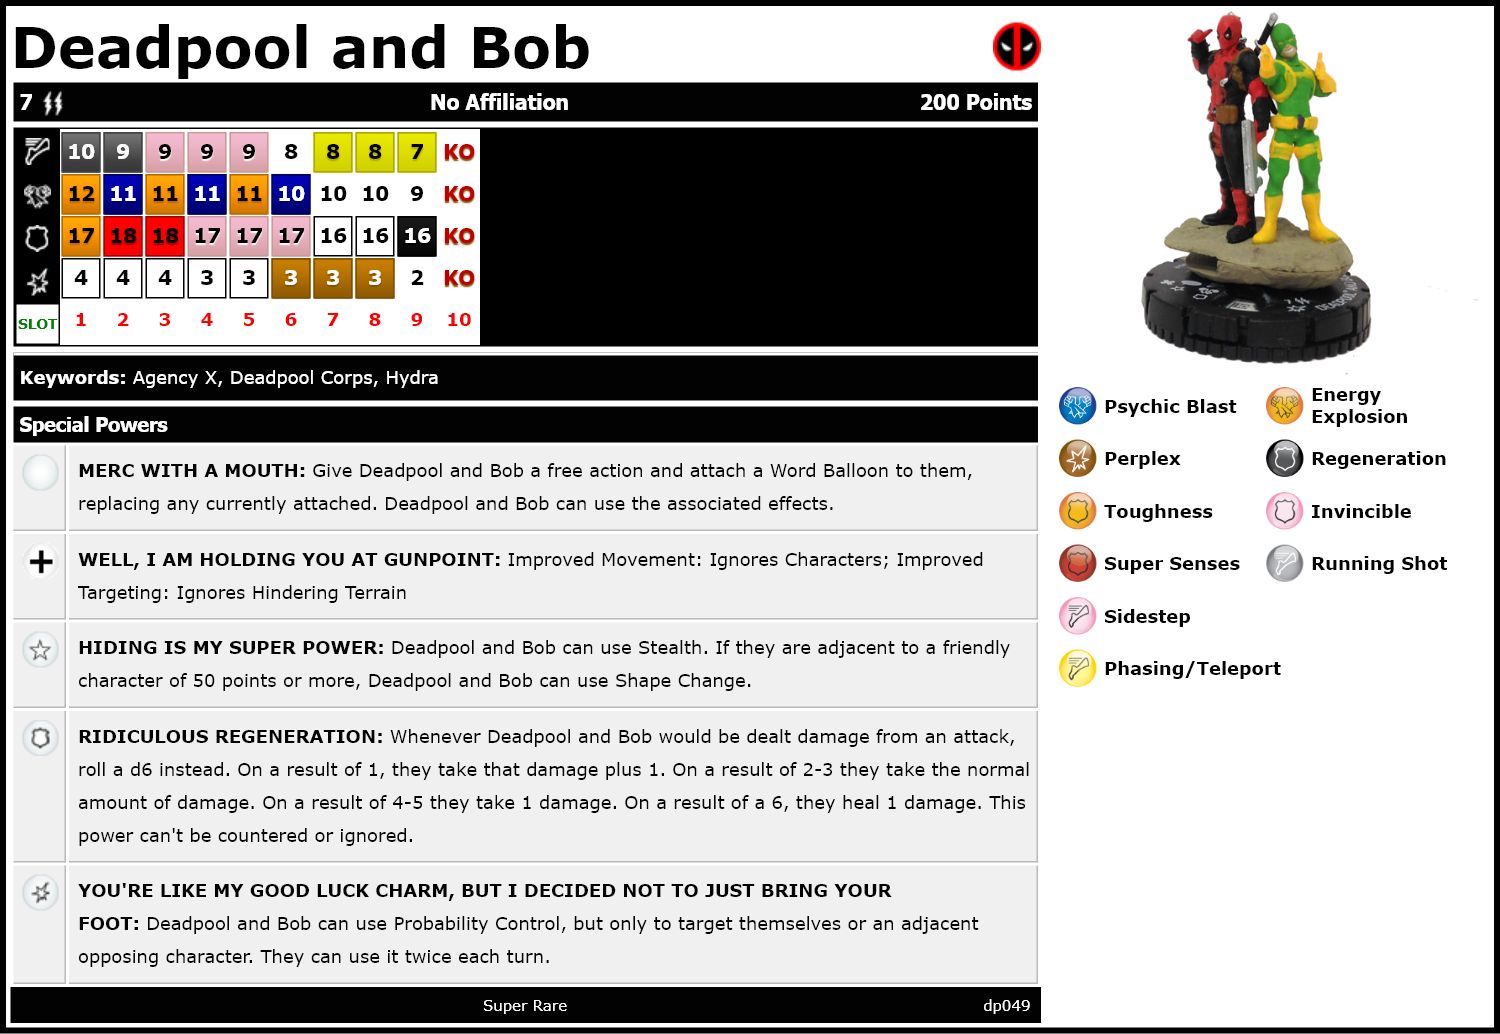 Deadpool and Bob
7 No Affiliation 200 Points
10 9 9 9 9 8 8 8 7 KO
12 11 11 11 11 10 10 10 9 KO
17 18 18 17 17 17 16 16 16 KO
4 4 4 3 3 3 3 3 2 KO
SLOT 1 2 3 4 5 6 7 8 9 10
Keywords: Agency X, Deadpool Corps, Hydra
Special Powers
MERC WITH A MOUTH: Give Deadpool and Bob a free action and attach a Word Balloon to them,
replacing any currently attached. Deadpool and Bob can use the associated effects.
WELL, I AM HOLDING YOU AT GUNPOINT: Improved Movement: Ignores Characters; Improved
Targeting: Ignores Hindering Terrain
HIDING IS MY SUPER POWER: Deadpool and Bob can use Stealth. If they are adjacent to a friendly
character of 50 points or more, Deadpool and Bob can use Shape Change.
RIDICULOUS REGENERATION: Whenever Deadpool and Bob would be dealt damage from an attack,
roll a d6 instead. On a result of 1, they take that damage plus 1. On a result of 2-3 they take the normal
amount of damage. On a result of 4-5 they take 1 damage. On a result of a 6, they heal 1 damage. This
power can't be countered or ignored.
YOU'RE LIKE MY GOOD LUCK CHARM, BUT I DECIDED NOT TO JUST BRING YOUR
FOOT: Deadpool and Bob can use Probability Control, but only to target themselves or an adjacent
opposing character. They can use it twice each turn.
Super Rare dp049
Psychic Blast
Energy
Explosion
Perplex
Regeneration
Toughness
Invincible
Super Senses
Running Shot
Sidestep
Phasing/Teleport